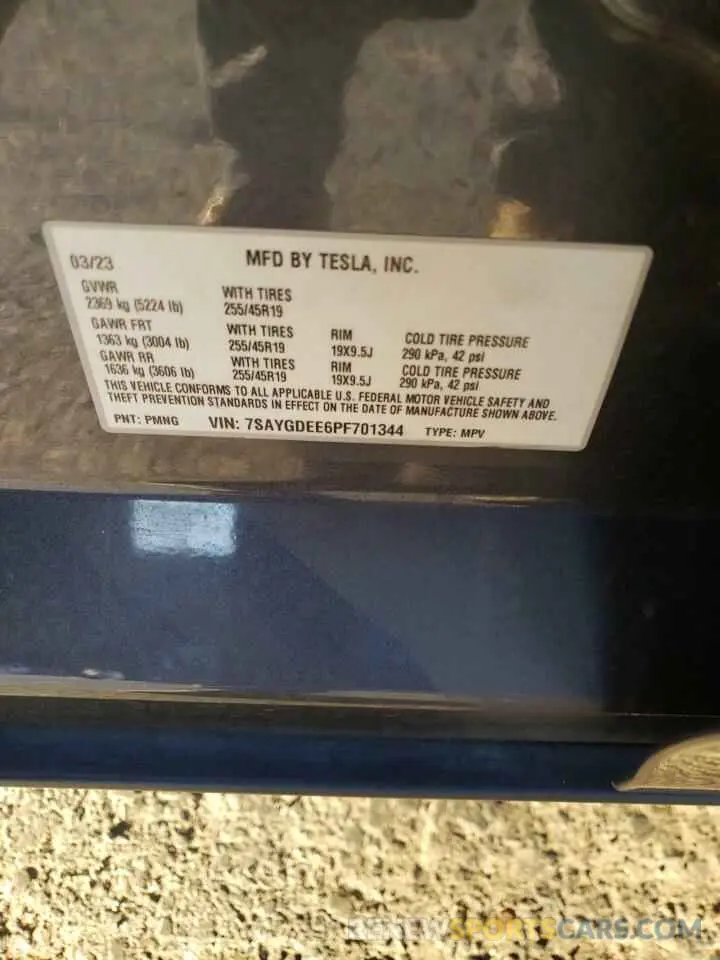 03/23 MFD BY TESLA, INC.
GVWR
2369 kg (5224 lb) WITH TIRES 255/45R19
GAWR FRT
1363 kg (3004 lb) WITH TIRES 255/45R19 RIM 19X9.5J COLD TIRE PRESSURE 290 kPa, 42 psi
GAWR RR
1636 kg (3606 lb) WITH TIRES 255/45R19 RIM 19X9.5J COLD TIRE PRESSURE 290 kPa, 42 psi
THIS VEHICLE CONFORMS TO ALL APPLICABLE U.S. FEDERAL MOTOR VEHICLE SAFETY AND
THEFT PREVENTION STANDARDS IN EFFECT ON THE DATE OF MANUFACTURE SHOWN ABOVE.
PNT: PMNG VIN: 7SAYGDEE6PF701344 TYPE: MPV
RENEWSPORTSCARS.COM